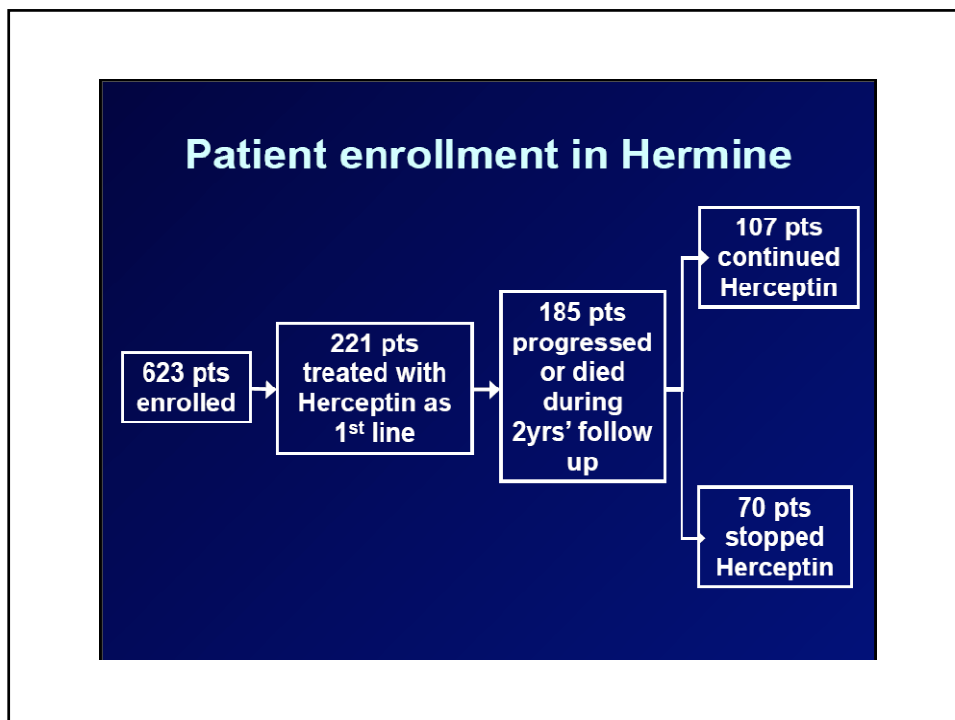 Patient enrollment in Hermine
623 pts
enrolled
221 pts
treated with
Herceptin as
1st line
185 pts
progressed
or died
during
2yrs' follow
up
107 pts
continued
Herceptin
70 pts
stopped
Herceptin